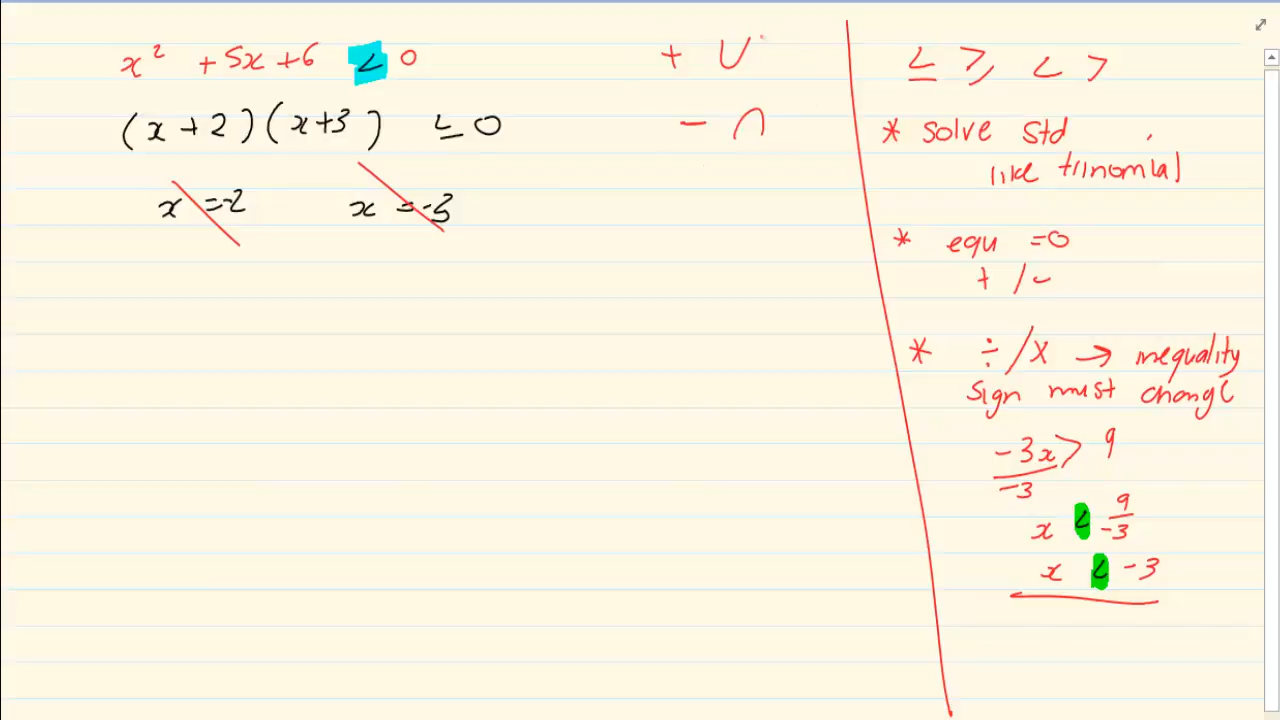 x² + 5x + 6 < 0
(x + 2)(x + 3) ≤ 0
x = -2 x = -3
+ ∪
- ∩
≤ ≥, < >
* solve std
like trinomial
* equ = 0
+ / -
* ÷ / × → inequality
sign must change
-3x > 9
-3
x < 9/-3
x < -3